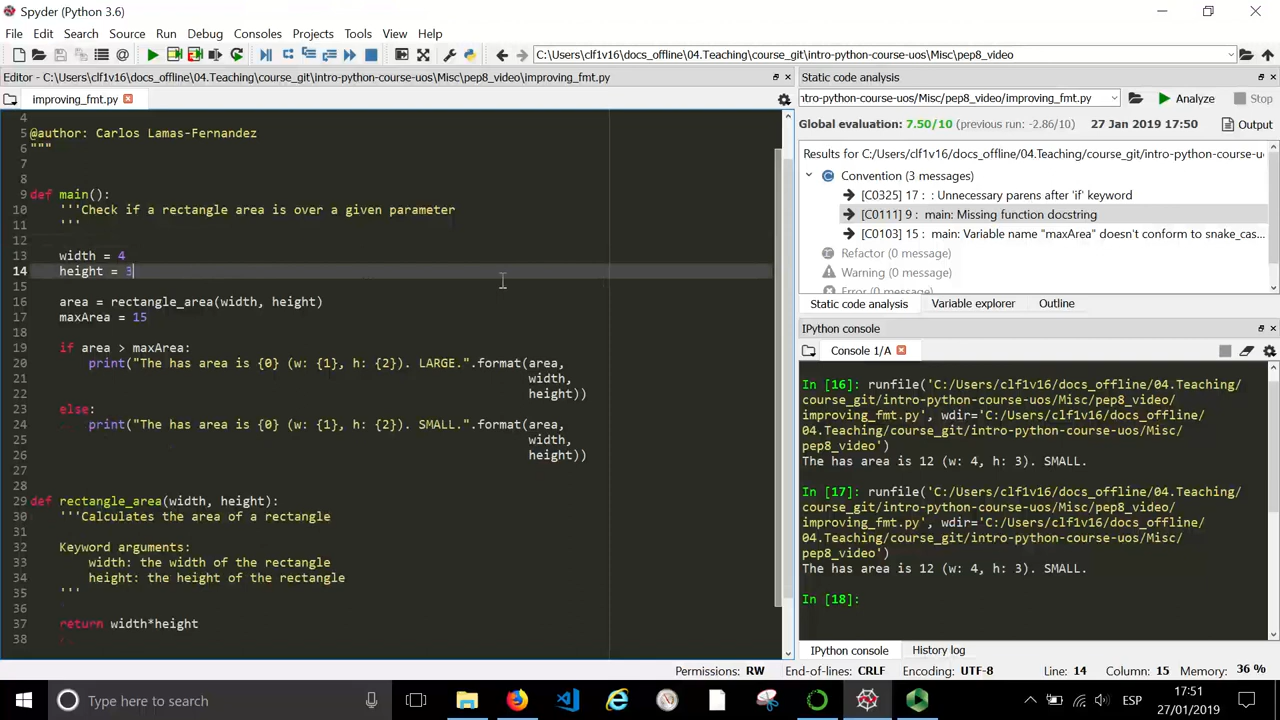 Spyder (Python 3.6)
File Edit Search Source Run Debug Consoles Projects Tools View Help
C:\Users\clf1v16\docs_offline\04.Teaching\course_git\intro-python-course-uos\Misc\pep8_video
Editor - C:\Users\clf1v16\docs_offline\04.Teaching\course_git\intro-python-course-uos\Misc\pep8_video\improving_fmt.py
improving_fmt.py
4
5 @author: Carlos Lamas-Fernandez
6 """
7
8
9 def main():
10 '''Check if a rectangle area is over a given parameter
11 '''
12
13 width = 4
14 height = 3
15
16 area = rectangle_area(width, height)
17 maxArea = 15
18
19 if area > maxArea:
20 print("The has area is {0} (w: {1}, h: {2}). LARGE.".format(area,
21 width,
22 height))
23 else:
24 print("The has area is {0} (w: {1}, h: {2}). SMALL.".format(area,
25 width,
26 height))
27
28
29 def rectangle_area(width, height):
30 '''Calculates the area of a rectangle
31
32 Keyword arguments:
33 width: the width of the rectangle
34 height: the height of the rectangle
35 '''
36
37 return width*height
38
Static code analysis
ntro-python-course-uos/Misc/pep8_video/improving_fmt.py Analyze Stop
Global evaluation: 7.50/10 (previous run: -2.86/10) 27 Jan 2019 17:50 Output
Results for C:/Users/clf1v16/docs_offline/04.Teaching/course_git/intro-python-course-uos/
Convention (3 messages)
[C0325] 17 : : Unnecessary parens after 'if' keyword
[C0111] 9 : main: Missing function docstring
[C0103] 15 : main: Variable name "maxArea" doesn't conform to snake_cas...
Refactor (0 message)
Warning (0 message)
Error (0 message)
Static code analysis Variable explorer Outline
IPython console
Console 1/A
In [16]: runfile('C:/Users/clf1v16/docs_offline/04.Teaching/
course_git/intro-python-course-uos/Misc/pep8_video/
improving_fmt.py', wdir='C:/Users/clf1v16/docs_offline/
04.Teaching/course_git/intro-python-course-uos/Misc/
pep8_video')
The has area is 12 (w: 4, h: 3). SMALL.
In [17]: runfile('C:/Users/clf1v16/docs_offline/04.Teaching/
course_git/intro-python-course-uos/Misc/pep8_video/
improving_fmt.py', wdir='C:/Users/clf1v16/docs_offline/
04.Teaching/course_git/intro-python-course-uos/Misc/
pep8_video')
The has area is 12 (w: 4, h: 3). SMALL.
In [18]:
IPython console History log
Permissions: RW End-of-lines: CRLF Encoding: UTF-8 Line: 14 Column: 15 Memory: 36 %
Type here to search
ESP
17:51
27/01/2019